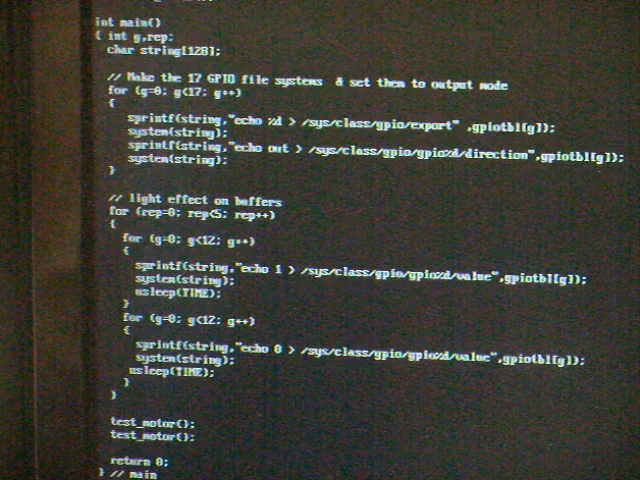 int main()
{ int g,rep;
char string[128];
// Make the 17 GPIO file systems & set them to output mode
for (g=0; g<17; g++)
{
sprintf(string,"echo %d > /sys/class/gpio/export" ,gpiotbl[g]);
system(string);
sprintf(string,"echo out > /sys/class/gpio/gpio%d/direction",gpiotbl[g]);
system(string);
}
// light effect on buffers
for (rep=0; rep<5; rep++)
{
for (g=0; g<12; g++)
{
sprintf(string,"echo 1 > /sys/class/gpio/gpio%d/value",gpiotbl[g]);
system(string);
usleep(TIME);
}
for (g=0; g<12; g++)
{
sprintf(string,"echo 0 > /sys/class/gpio/gpio%d/value",gpiotbl[g]);
system(string);
usleep(TIME);
}
}
test_motor();
test_motor();
return 0;
} // main